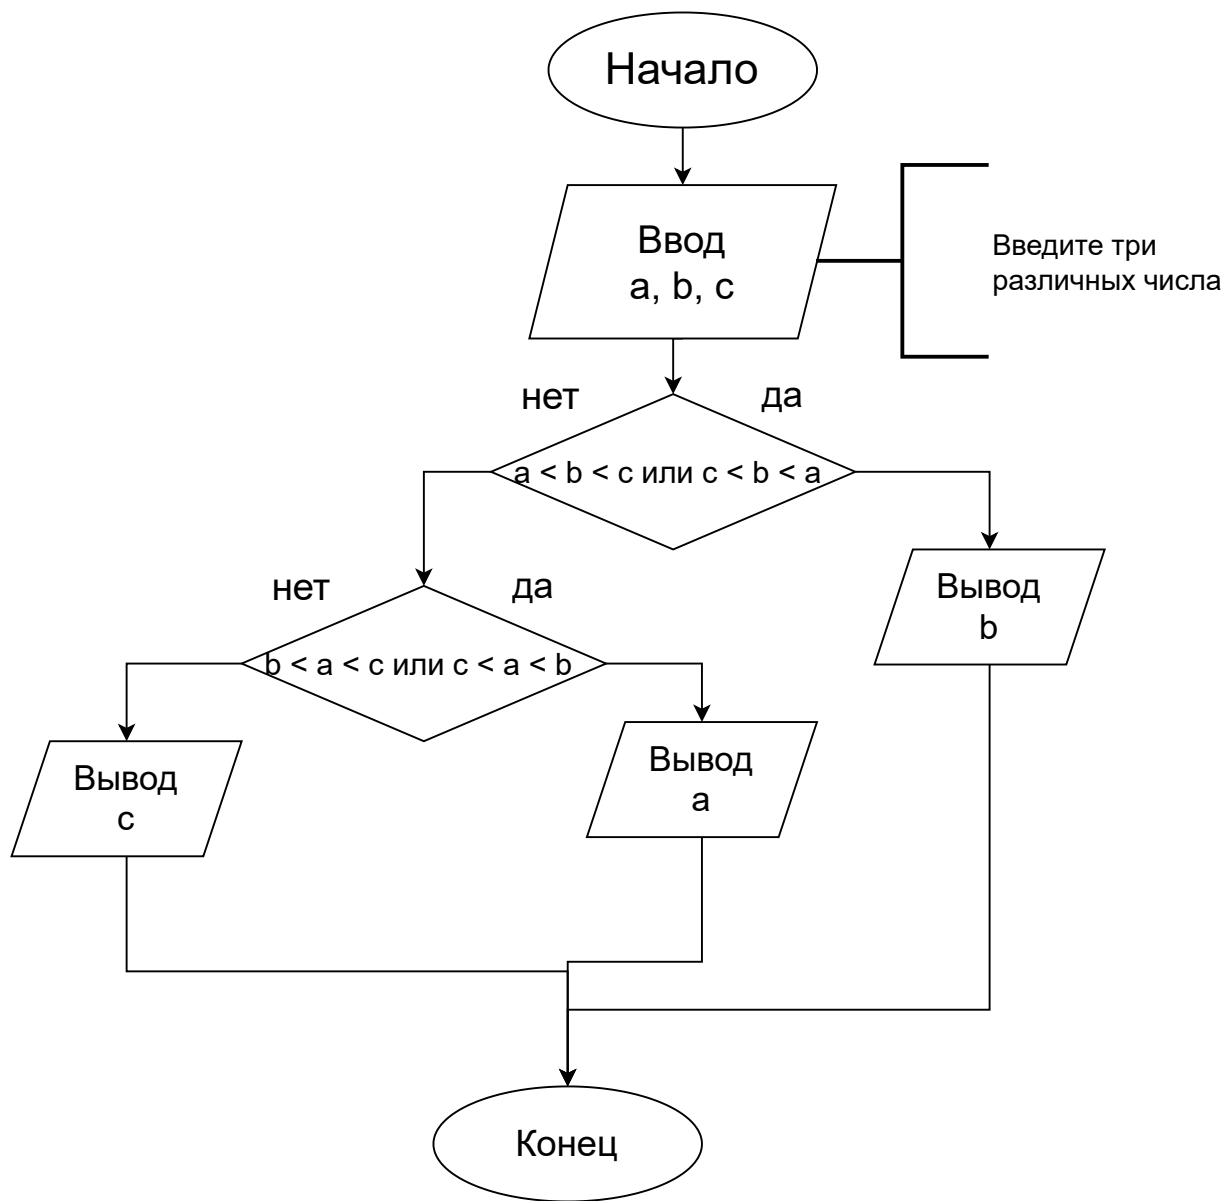 Начало
Ввод
a, b, c
Введите три
различных числа
нет
да
a < b < c или c < b < a
Вывод
b
нет
да
b < a < c или c < a < b
Вывод
a
Вывод
c
Конец